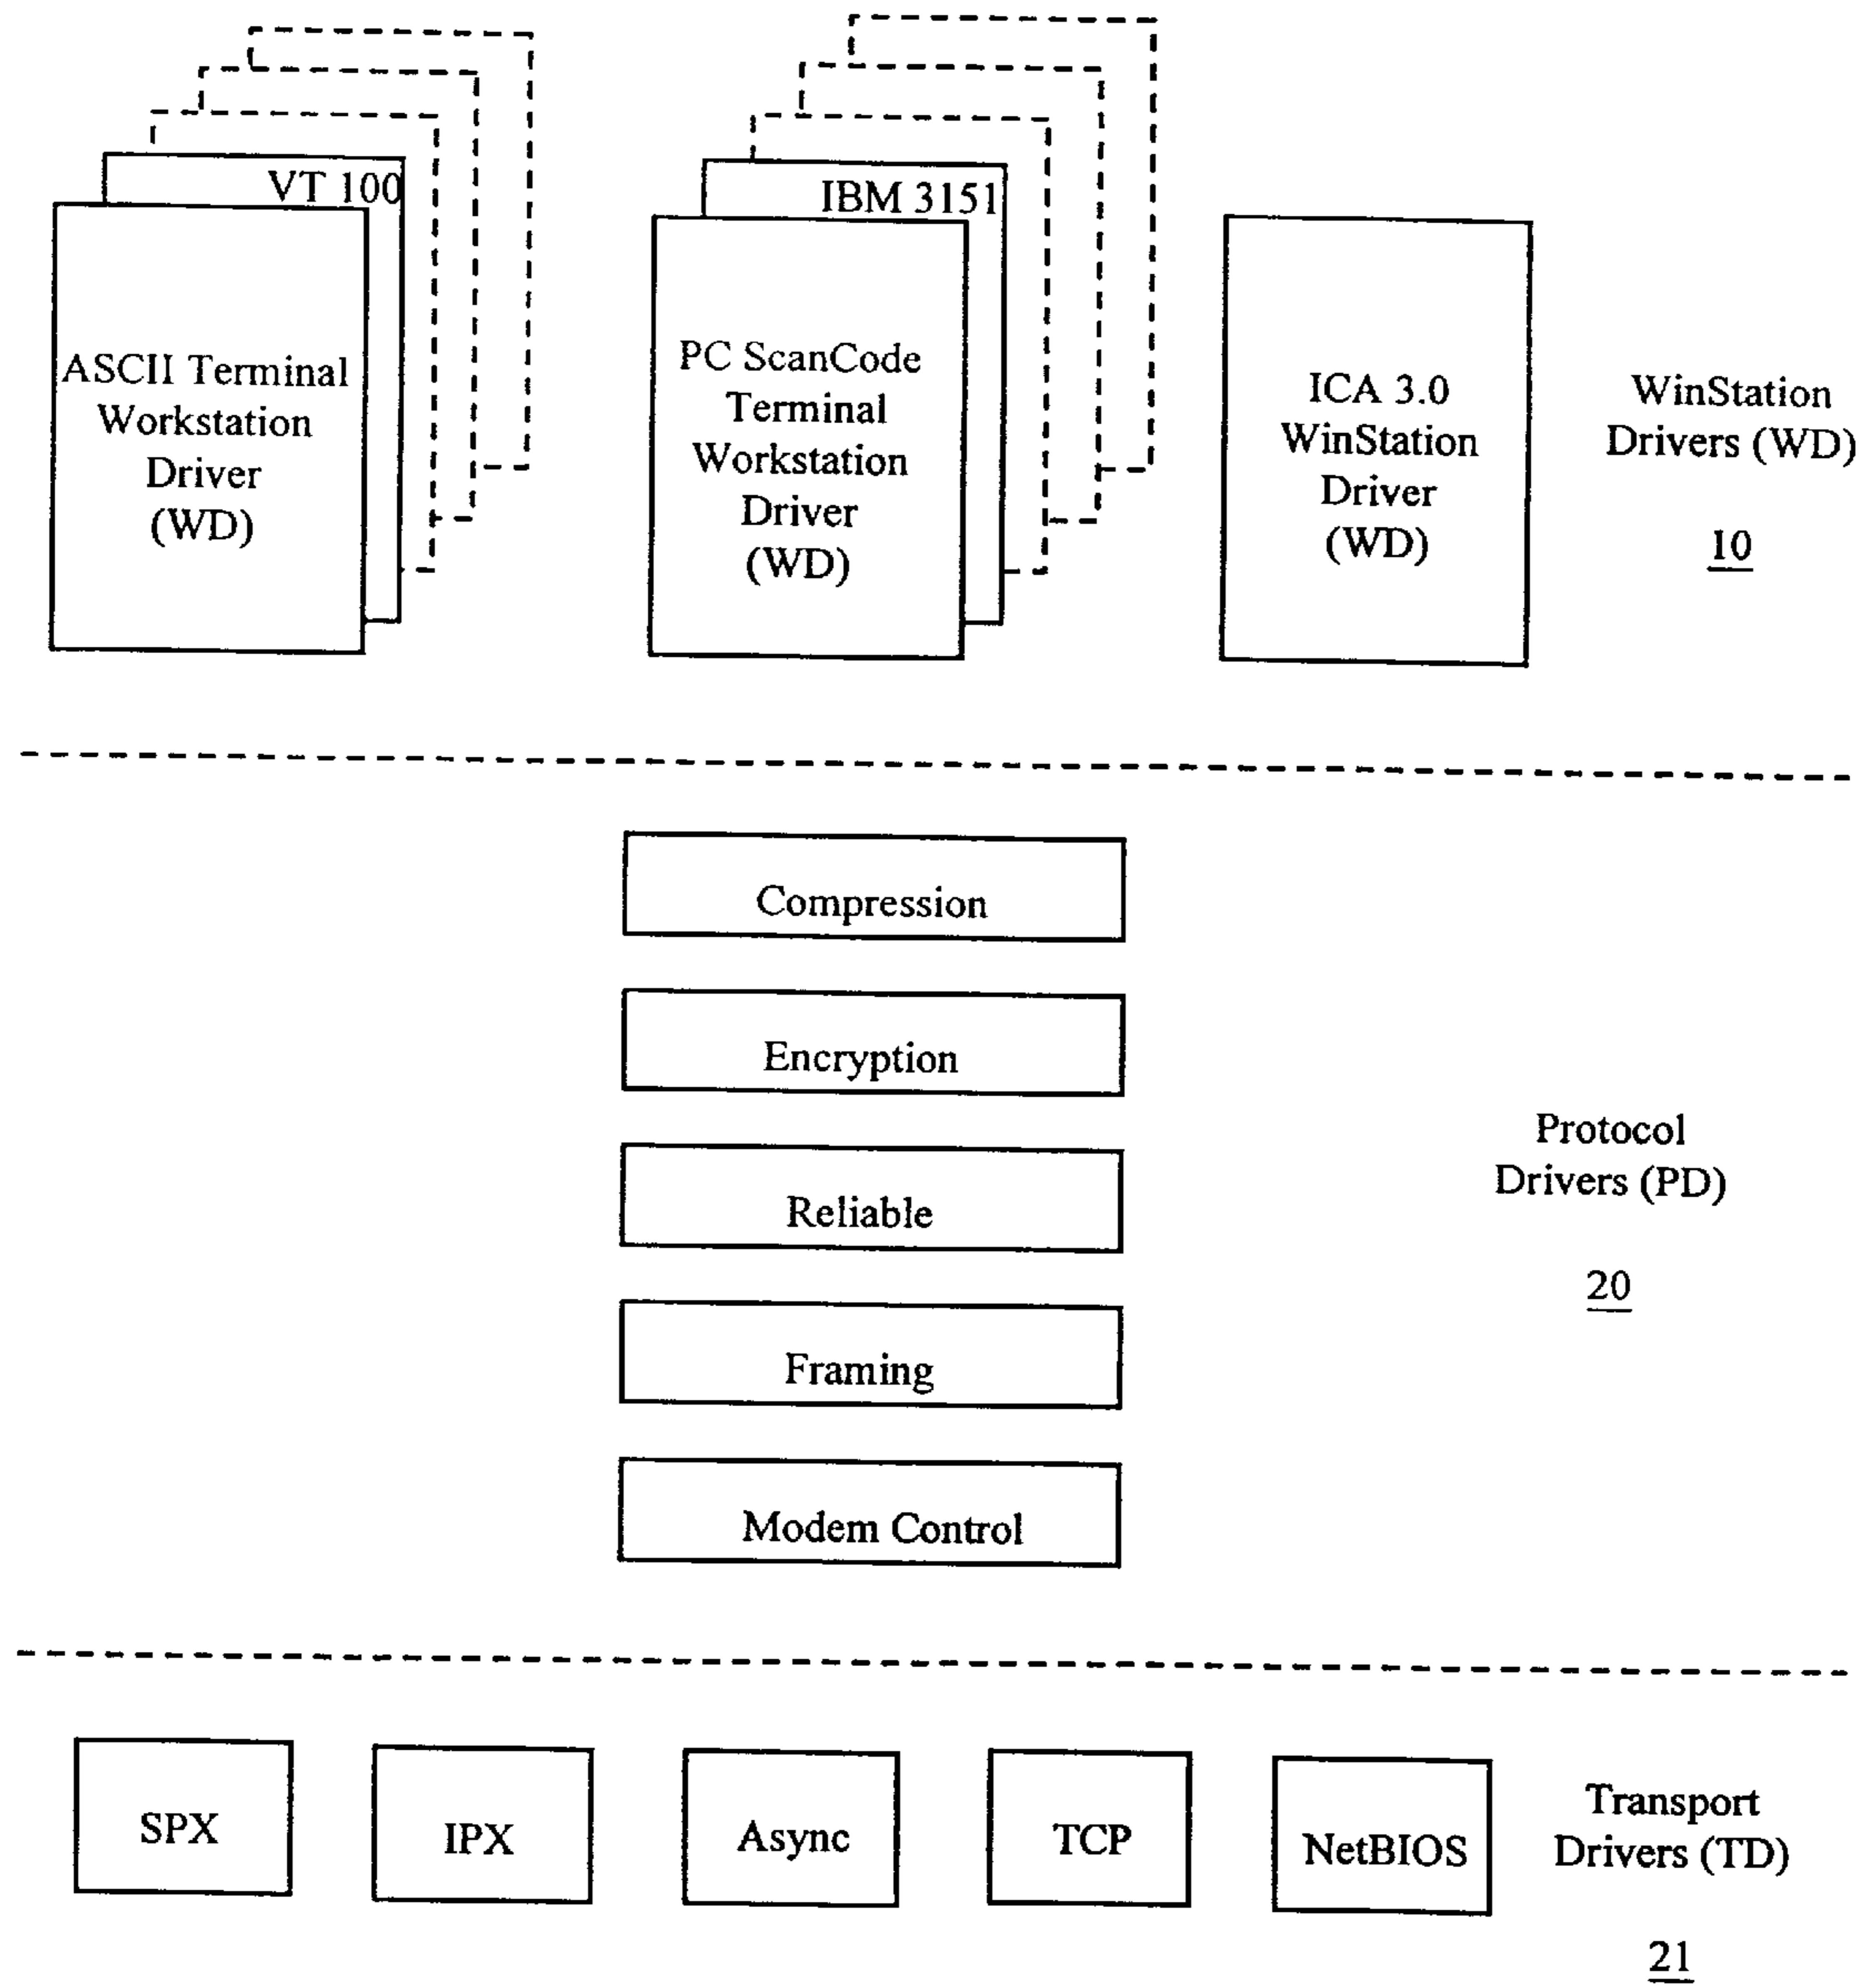 VT 100
ASCII Terminal
Workstation
Driver
(WD)
IBM 3151
PC ScanCode
Terminal
Workstation
Driver
(WD)
ICA 3.0
WinStation
Driver
(WD)
WinStation
Drivers (WD)
10
Compression
Encryption
Reliable
Framing
Modem Control
Protocol
Drivers (PD)
20
SPX
IPX
Async
TCP
NetBIOS
Transport
Drivers (TD)
21